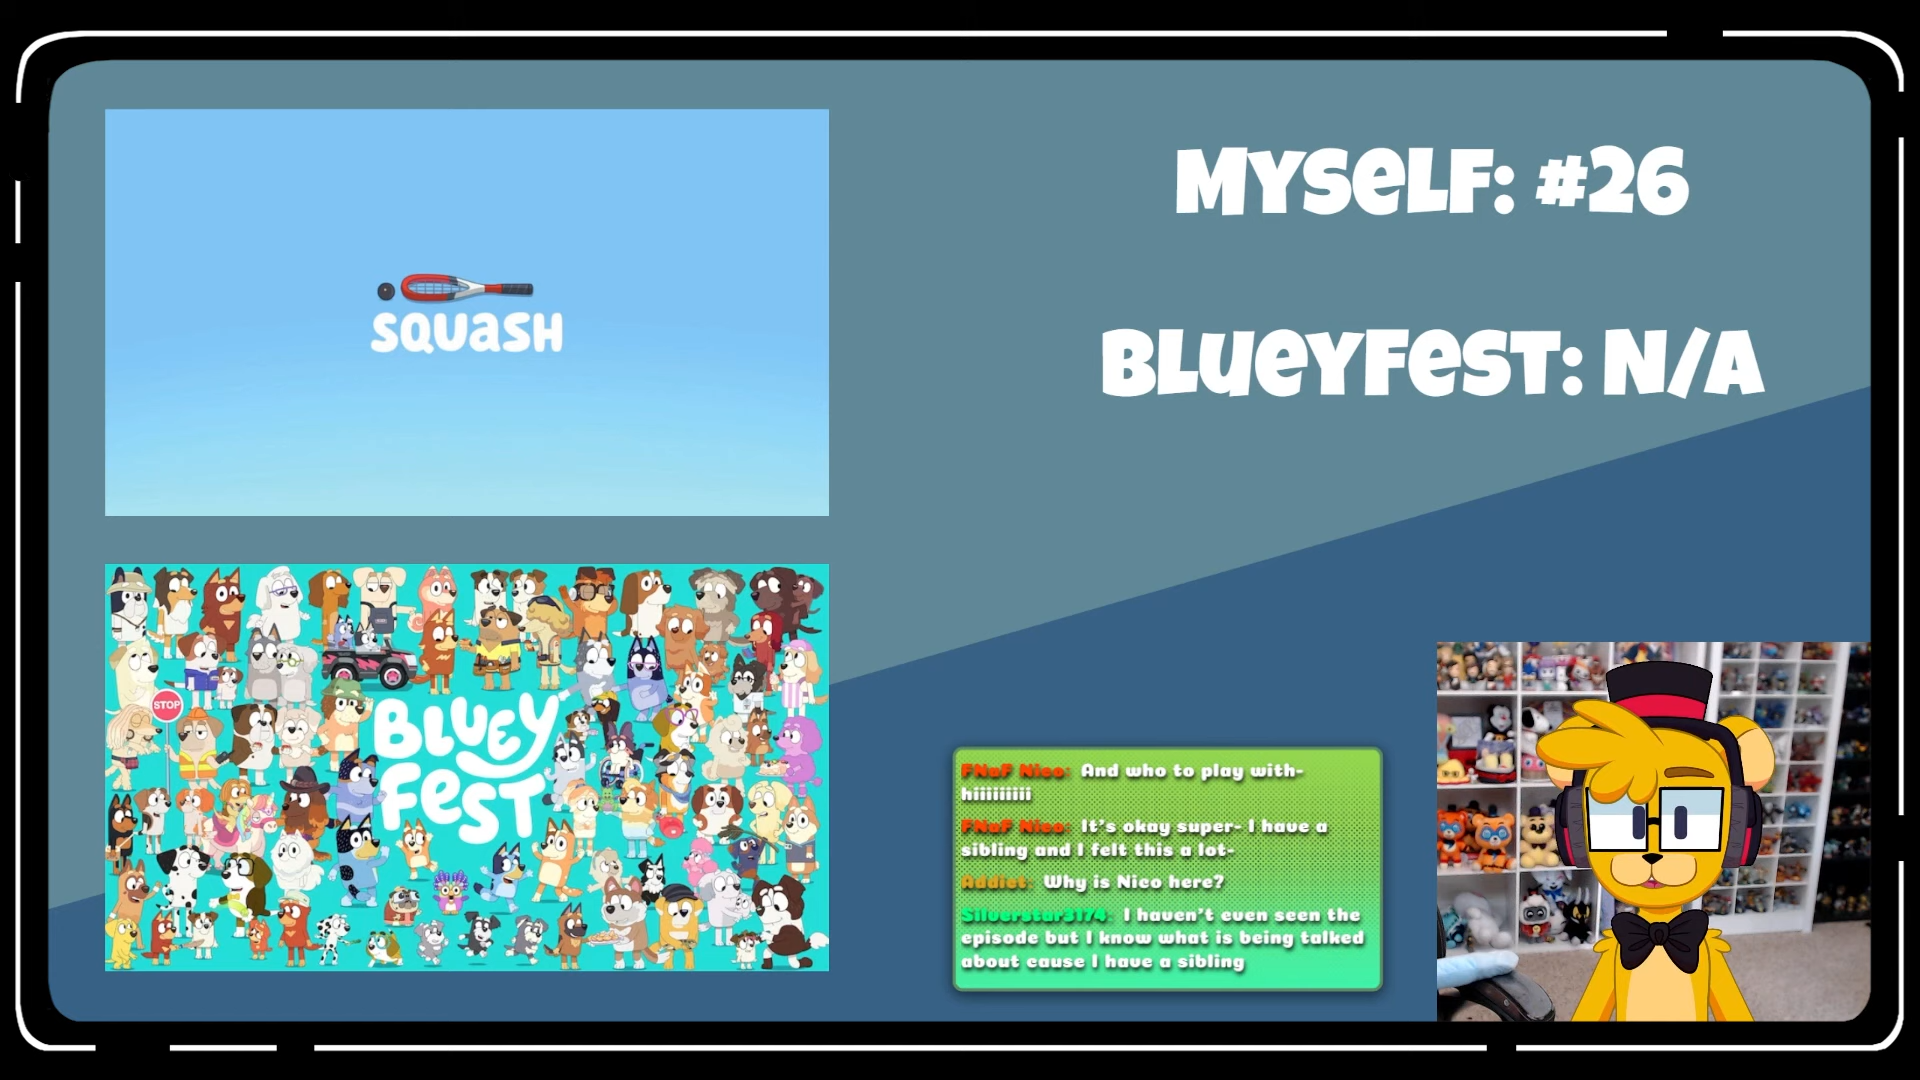 SQUASH
MYSELF: #26
BLUEYFEST: N/A
STOP
BLUEY
FEST
FNaF Nico: And who to play with-
hiiiiiiiii
FNaF Nico: It's okay super- I have a
sibling and I felt this a lot-
Addict: Why is Nico here?
Silverstar3174: I haven't even seen the
episode but I know what is being talked
about cause I have a sibling